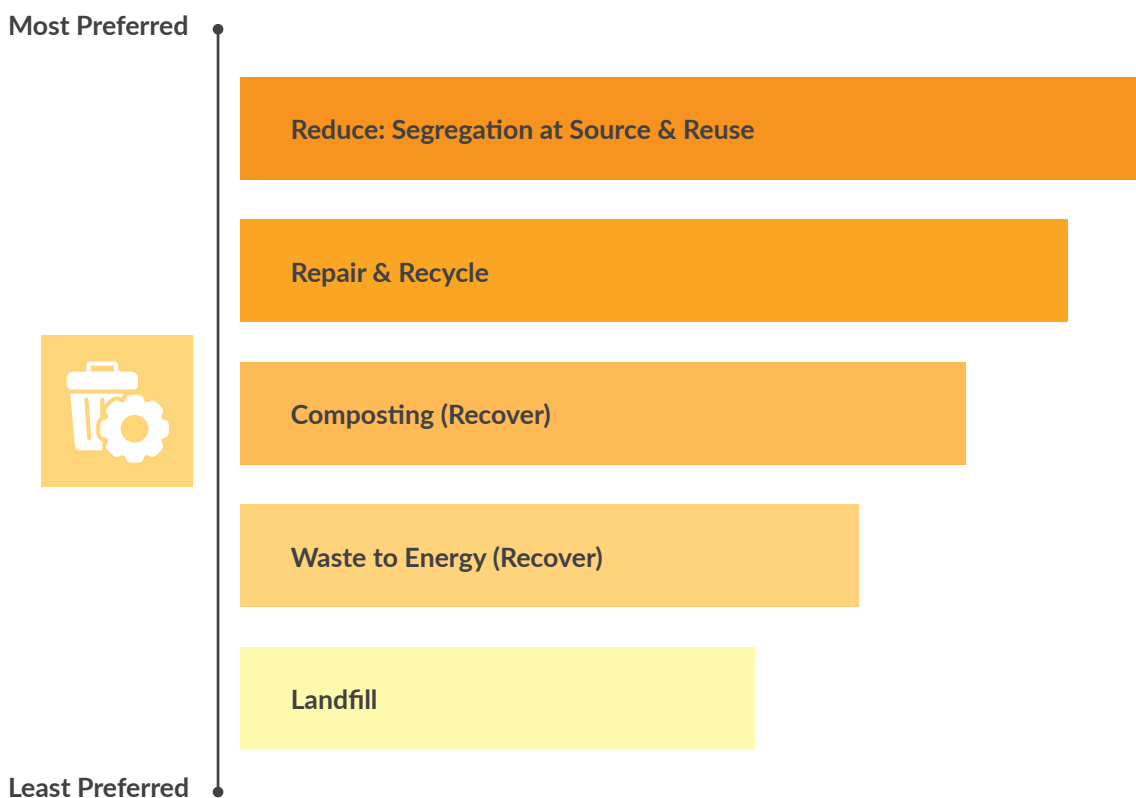 Most Preferred
Reduce: Segregation at Source & Reuse
Repair & Recycle
Composting (Recover)
Waste to Energy (Recover)
Landfill
Least Preferred